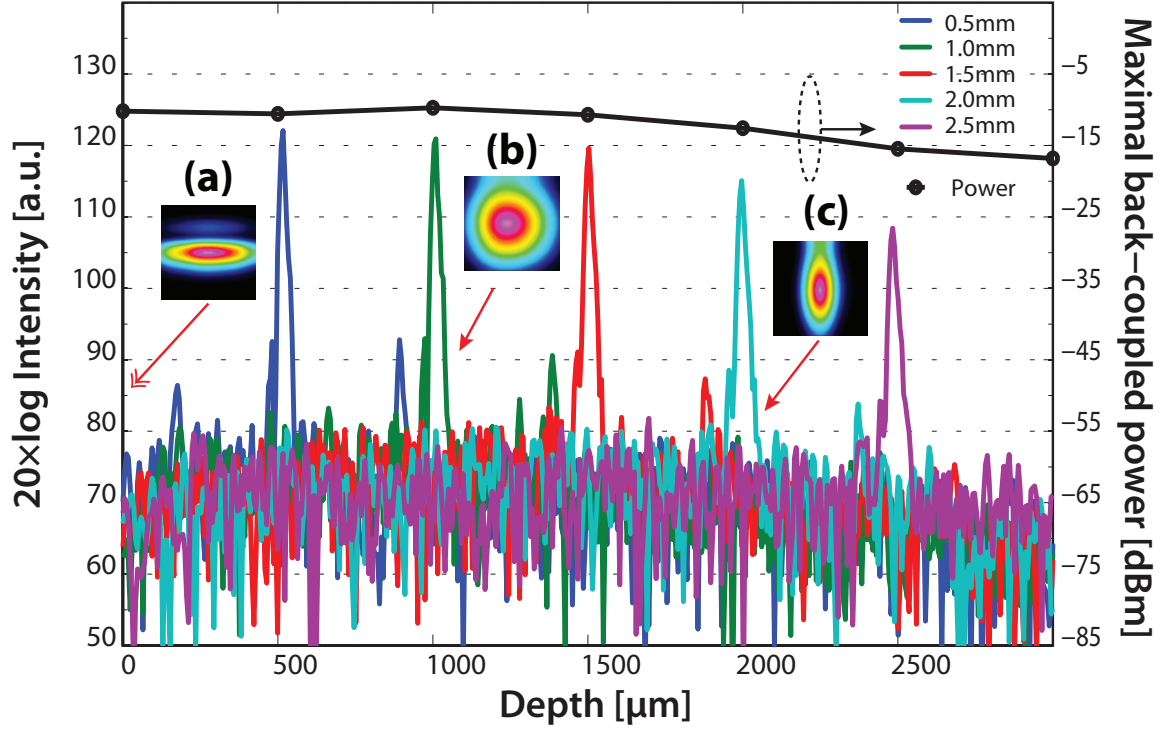 0.5mm
1.0mm
1.5mm
2.0mm
2.5mm
Power
(a)
(b)
(c)
20×log Intensity [a.u.]
130
120
110
100
90
80
70
60
50
Maximal back–coupled power [dBm]
−5
−15
−25
−35
−45
−55
−65
−75
−85
0 500 1000 1500 2000 2500
Depth [µm]